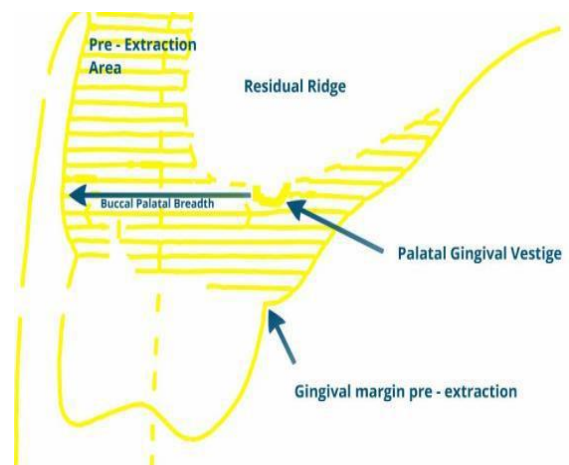 Pre - Extraction
Area
Residual Ridge
Buccal Palatal Breadth
Palatal Gingival Vestige
Gingival margin pre - extraction